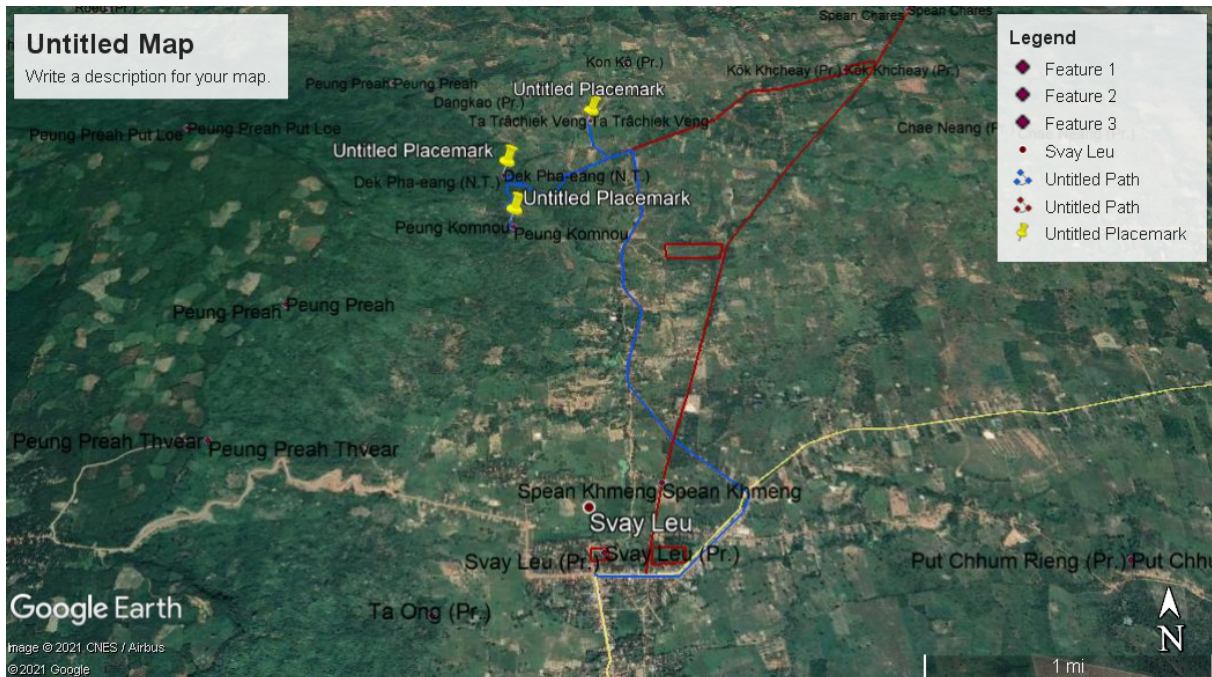 Untitled Map
Write a description for your map.
Legend
Feature 1
Feature 2
Feature 3
Svay Leu
Untitled Path
Untitled Path
Untitled Placemark
Spean Chares Spean Chares
Kon Kô (Pr.)
Kôk Khcheay (Pr.) Kôk Khcheay (Pr.)
Peung Preah Peung Preah
Untitled Placemark
Dangkao (Pr.)
Ta Trâchiek Veng Ta Trâchiek Veng
Peung Preah Put Loe Peung Preah Put Loe
Chae Neang
Untitled Placemark
Dek Pha-eang (N.T.) Dek Pha-eang (N.T.)
Untitled Placemark
Peung Komnou Peung Komnou
Peung Preah Peung Preah
Peung Preah Thvear Peung Preah Thvear
Spean Khmeng Spean Khmeng
Svay Leu
Svay Leu (Pr.) Svay Leu (Pr.)
Put Chhum Rieng (Pr.) Put Chhu
Ta Ong (Pr.)
Google Earth
N
Image © 2021 CNES / Airbus
© 2021 Google
1 mi